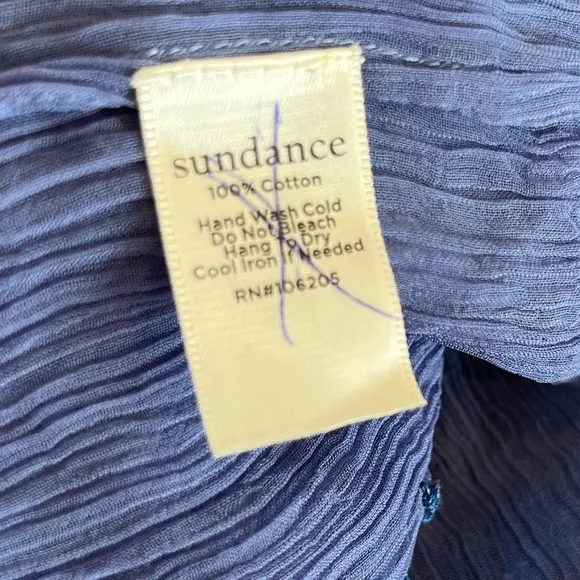 sundance
100% Cotton
Hand Wash Cold
Do Not Bleach
Hang to Dry
Cool Iron if Needed
RN#106205